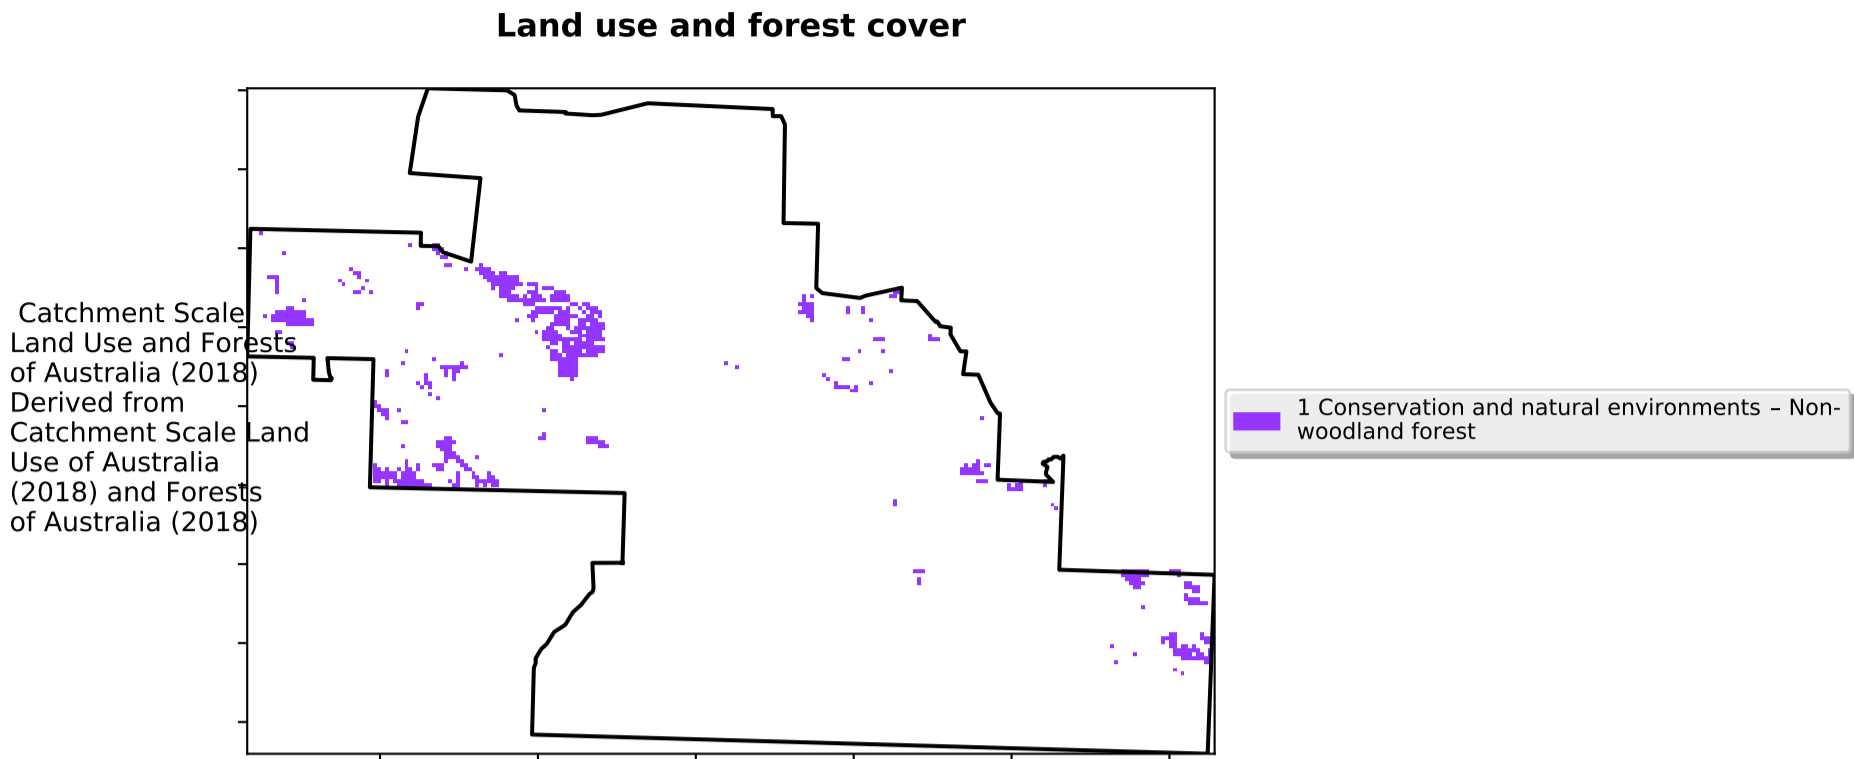 Land use and forest cover
Catchment Scale
Land Use and Forests
of Australia (2018)
Derived from
Catchment Scale Land
Use of Australia
(2018) and Forests
of Australia (2018)
1 Conservation and natural environments – Non-
woodland forest